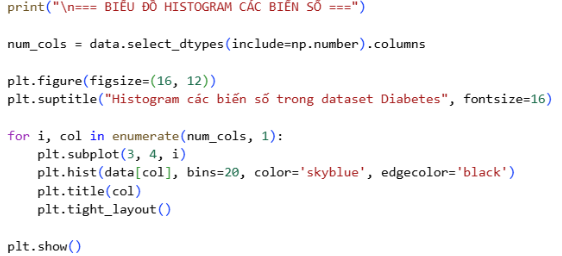 print("\n=== BIỂU ĐỒ HISTOGRAM CÁC BIẾN SỐ ===")
num_cols = data.select_dtypes(include=np.number).columns
plt.figure(figsize=(16, 12))
plt.suptitle("Histogram các biến số trong dataset Diabetes", fontsize=16)
for i, col in enumerate(num_cols, 1):
    plt.subplot(3, 4, i)
    plt.hist(data[col], bins=20, color='skyblue', edgecolor='black')
    plt.title(col)
    plt.tight_layout()
plt.show()